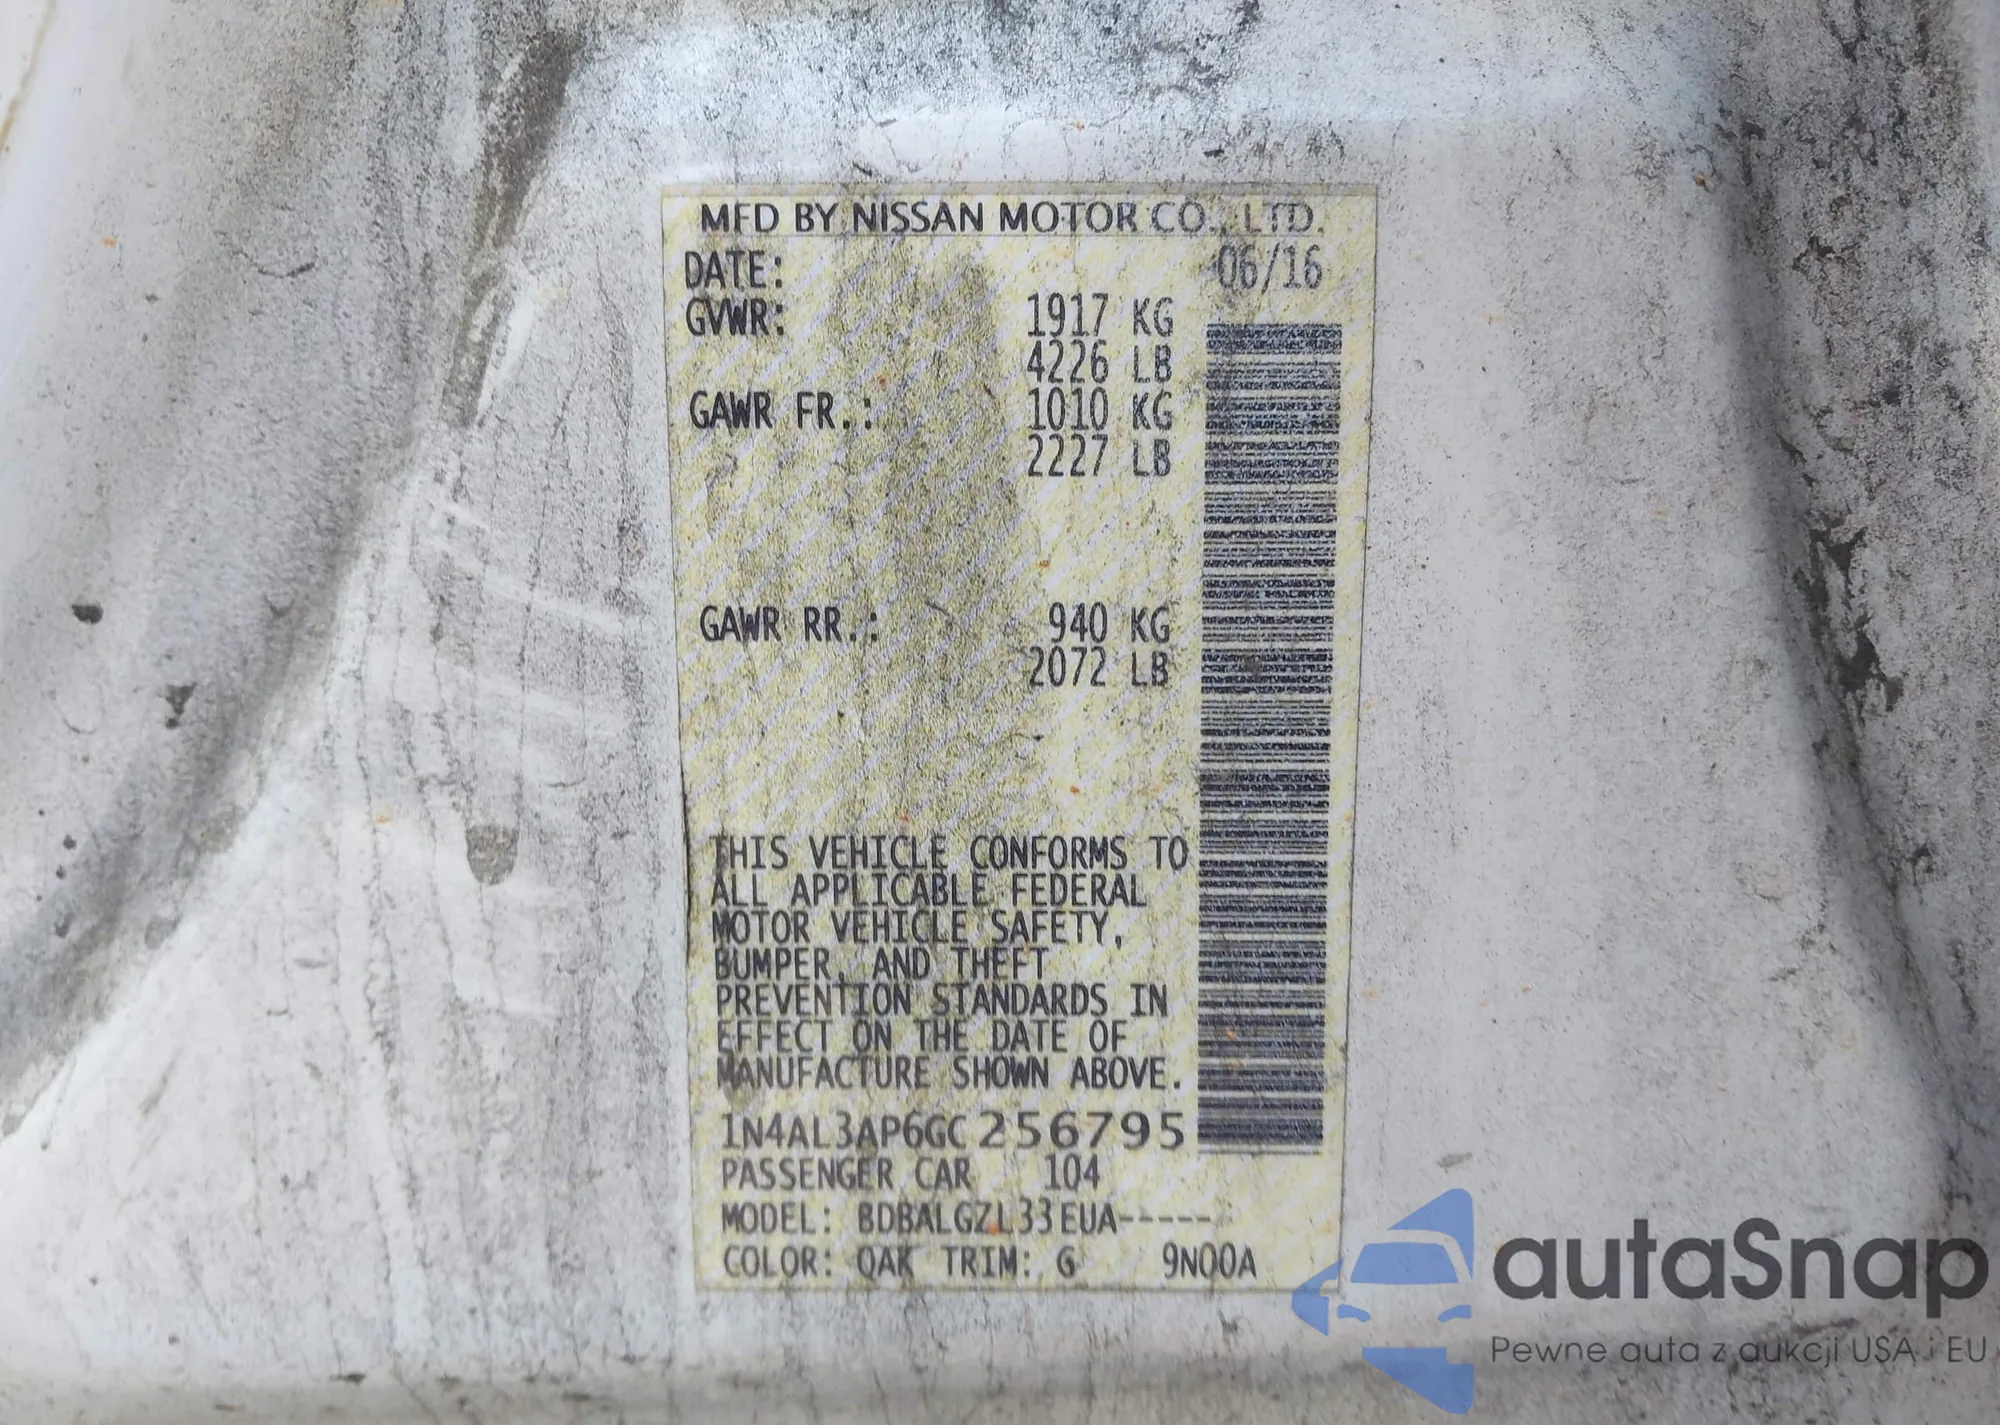 MFD BY NISSAN MOTOR CO., LTD.
DATE: 06/16
GVWR: 1917 KG
4226 LB
GAWR FR.: 1010 KG
2227 LB
GAWR RR.: 940 KG
2072 LB
THIS VEHICLE CONFORMS TO
ALL APPLICABLE FEDERAL
MOTOR VEHICLE SAFETY,
BUMPER, AND THEFT
PREVENTION STANDARDS IN
EFFECT ON THE DATE OF
MANUFACTURE SHOWN ABOVE.
1N4AL3AP6GC256795
PASSENGER CAR 104
MODEL: BDBALGZL33EUA-----
COLOR: QAK TRIM: G 9N00A
autaSnap
Pewne auta z aukcji USA i EU